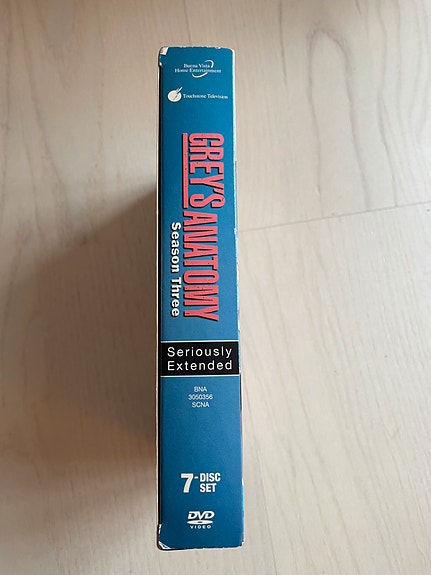 Buena Vista
Home Entertainment
Touchstone Television
GREY'S ANATOMY
Season Three
Seriously
Extended
BNA
3050356
SCNA
7-DISC
SET
DVD
VIDEO